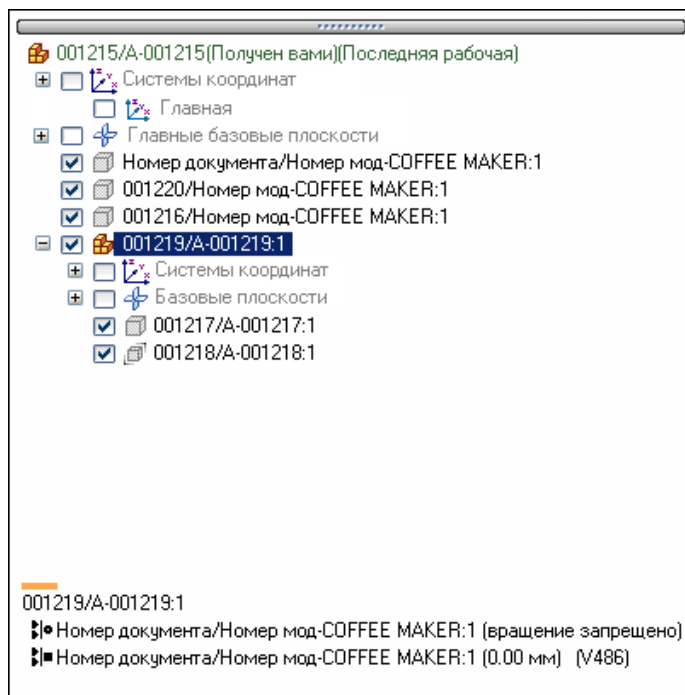 001215/A-001215(Получен вами)(Последняя рабочая)
Системы координат
Главная
Главные базовые плоскости
Номер документа/Номер мод-COFFEE MAKER:1
001220/Номер мод-COFFEE MAKER:1
001216/Номер мод-COFFEE MAKER:1
001219/A-001219:1
Системы координат
Базовые плоскости
001217/A-001217:1
001218/A-001218:1
001219/A-001219:1
Номер документа/Номер мод-COFFEE MAKER:1 (вращение запрещено)
Номер документа/Номер мод-COFFEE MAKER:1 (0.00 мм) (V486)